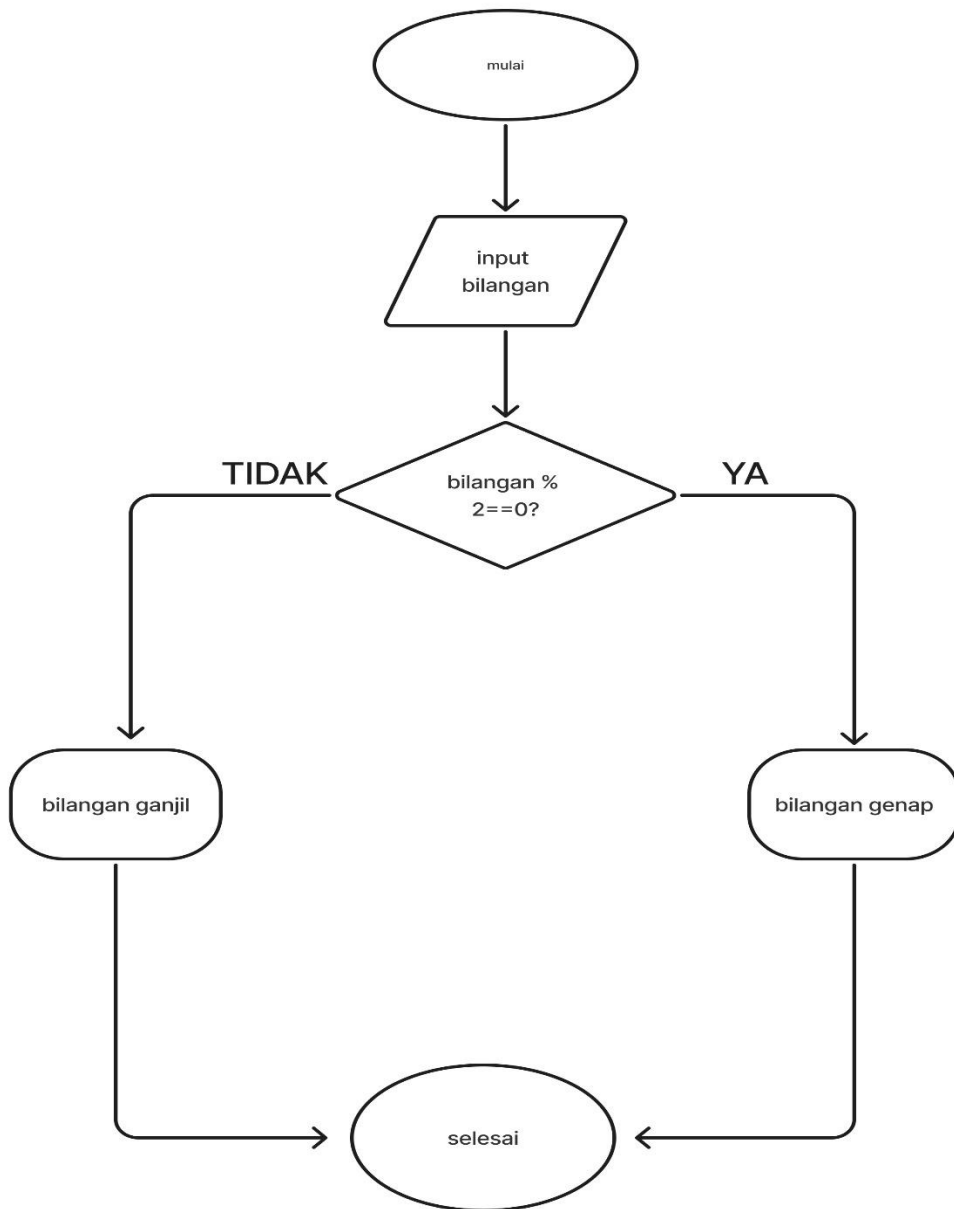 mulai
input
bilangan
TIDAK
bilangan %
2==0?
YA
bilangan ganjil
bilangan genap
selesai